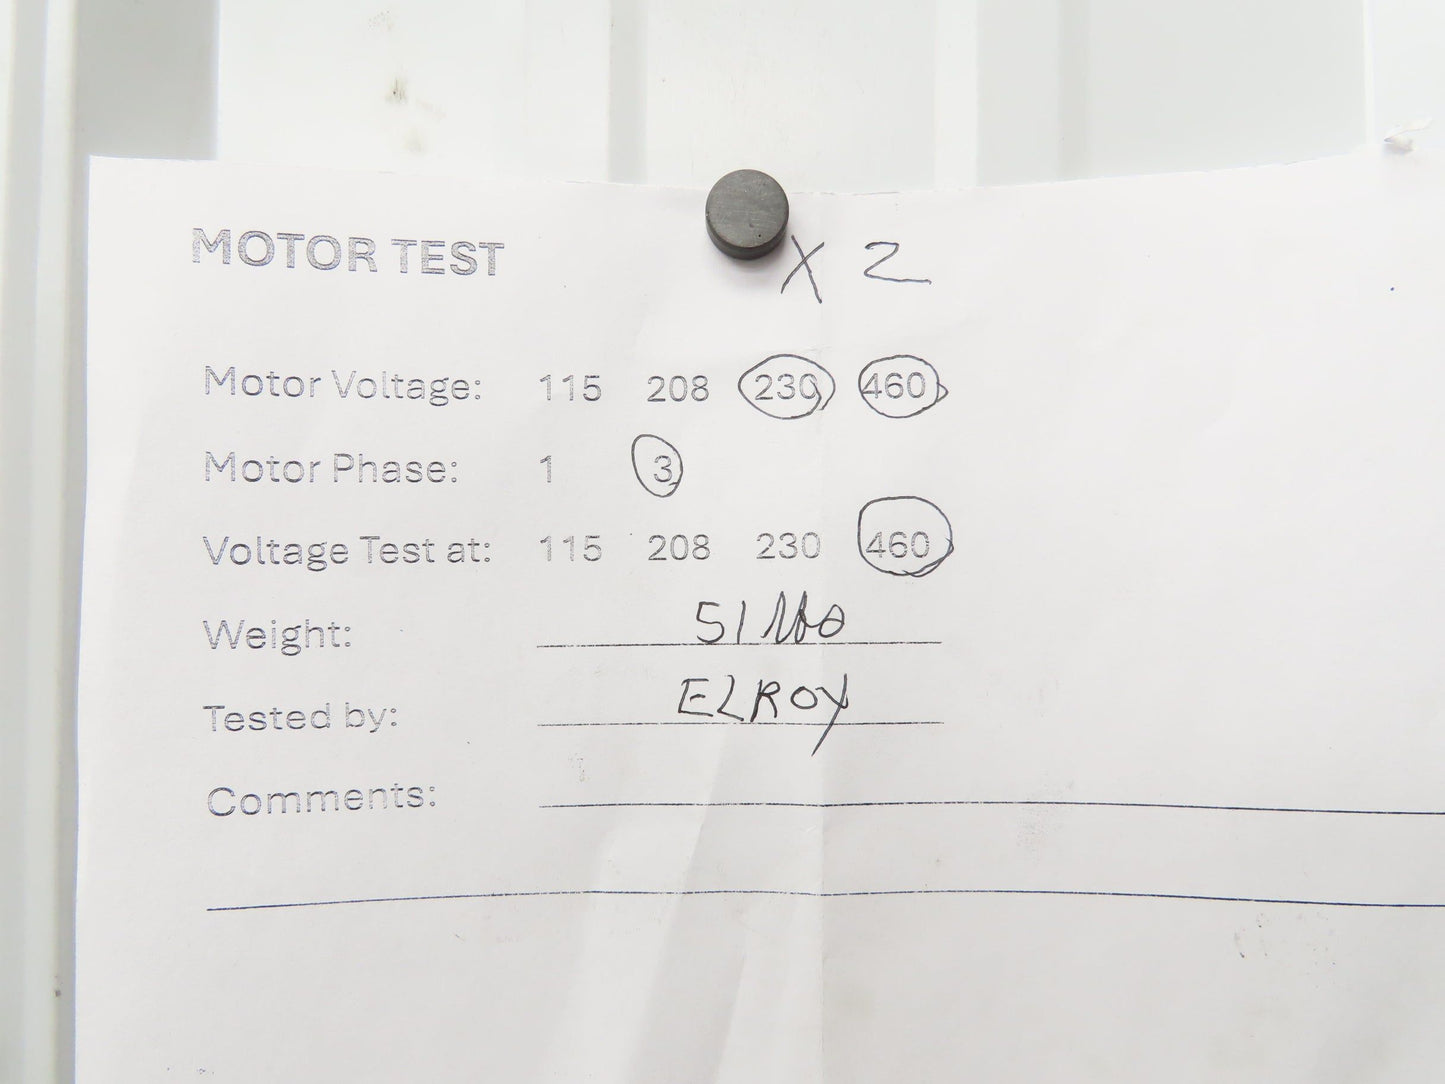 MOTOR TEST X 2
Motor Voltage: 115 208 230 460
Motor Phase: 1 3
Voltage Test at: 115 208 230 460
Weight: 51
Tested by: ELROY
Comments: